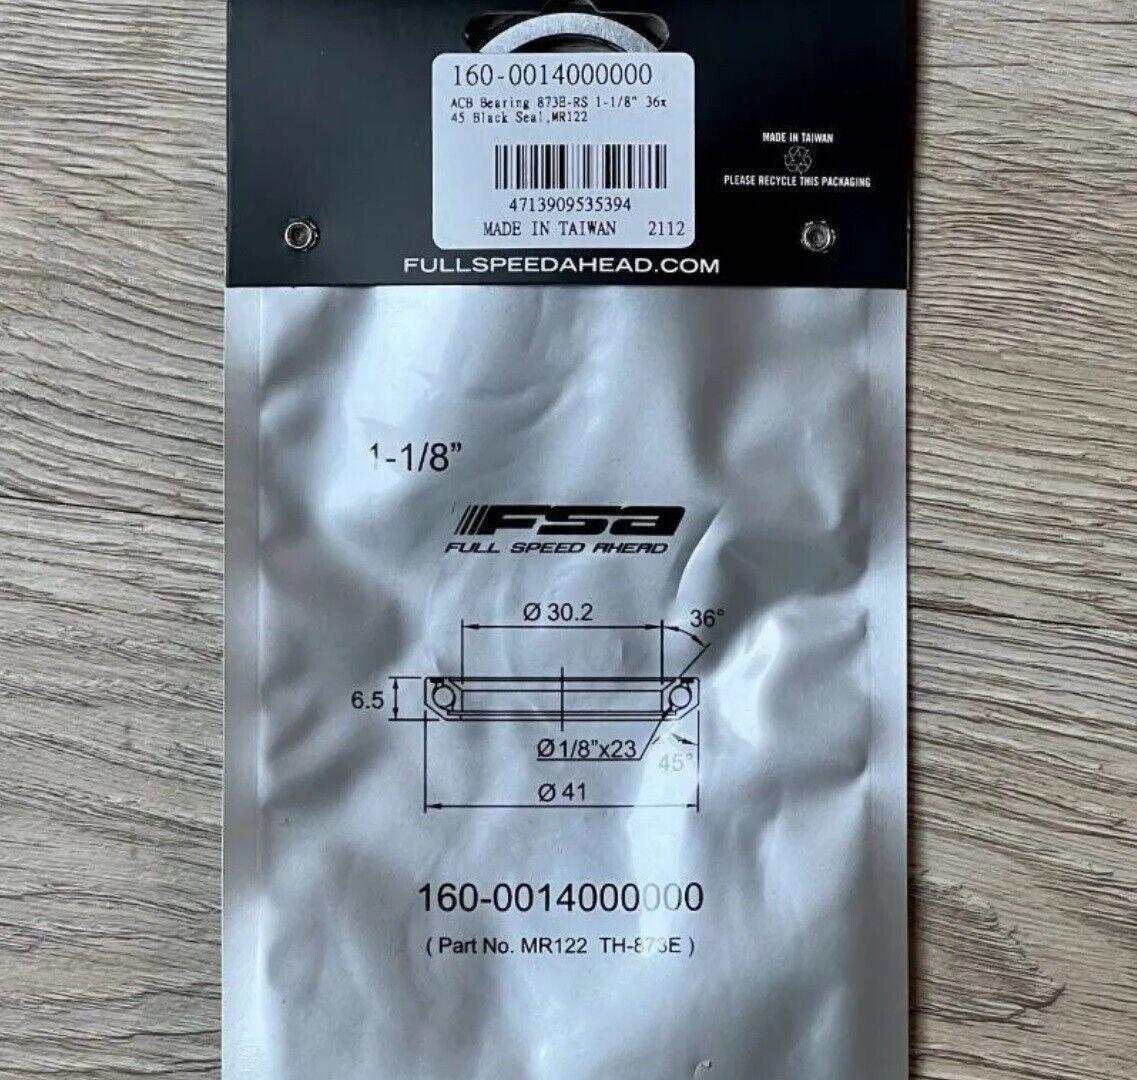 160-0014000000
ACB Bearing 873E-RS 1-1/8" 36x
45 Black Seal,MR122
4713909535394
MADE IN TAIWAN 2112
MADE IN TAIWAN
PLEASE RECYCLE THIS PACKAGING
FULLSPEEDAHEAD.COM
1-1/8”
FSA
FULL SPEED AHEAD
Ø 30.2
36°
6.5
Ø1/8”x23
45°
Ø 41
160-0014000000
( Part No. MR122 TH-873E )